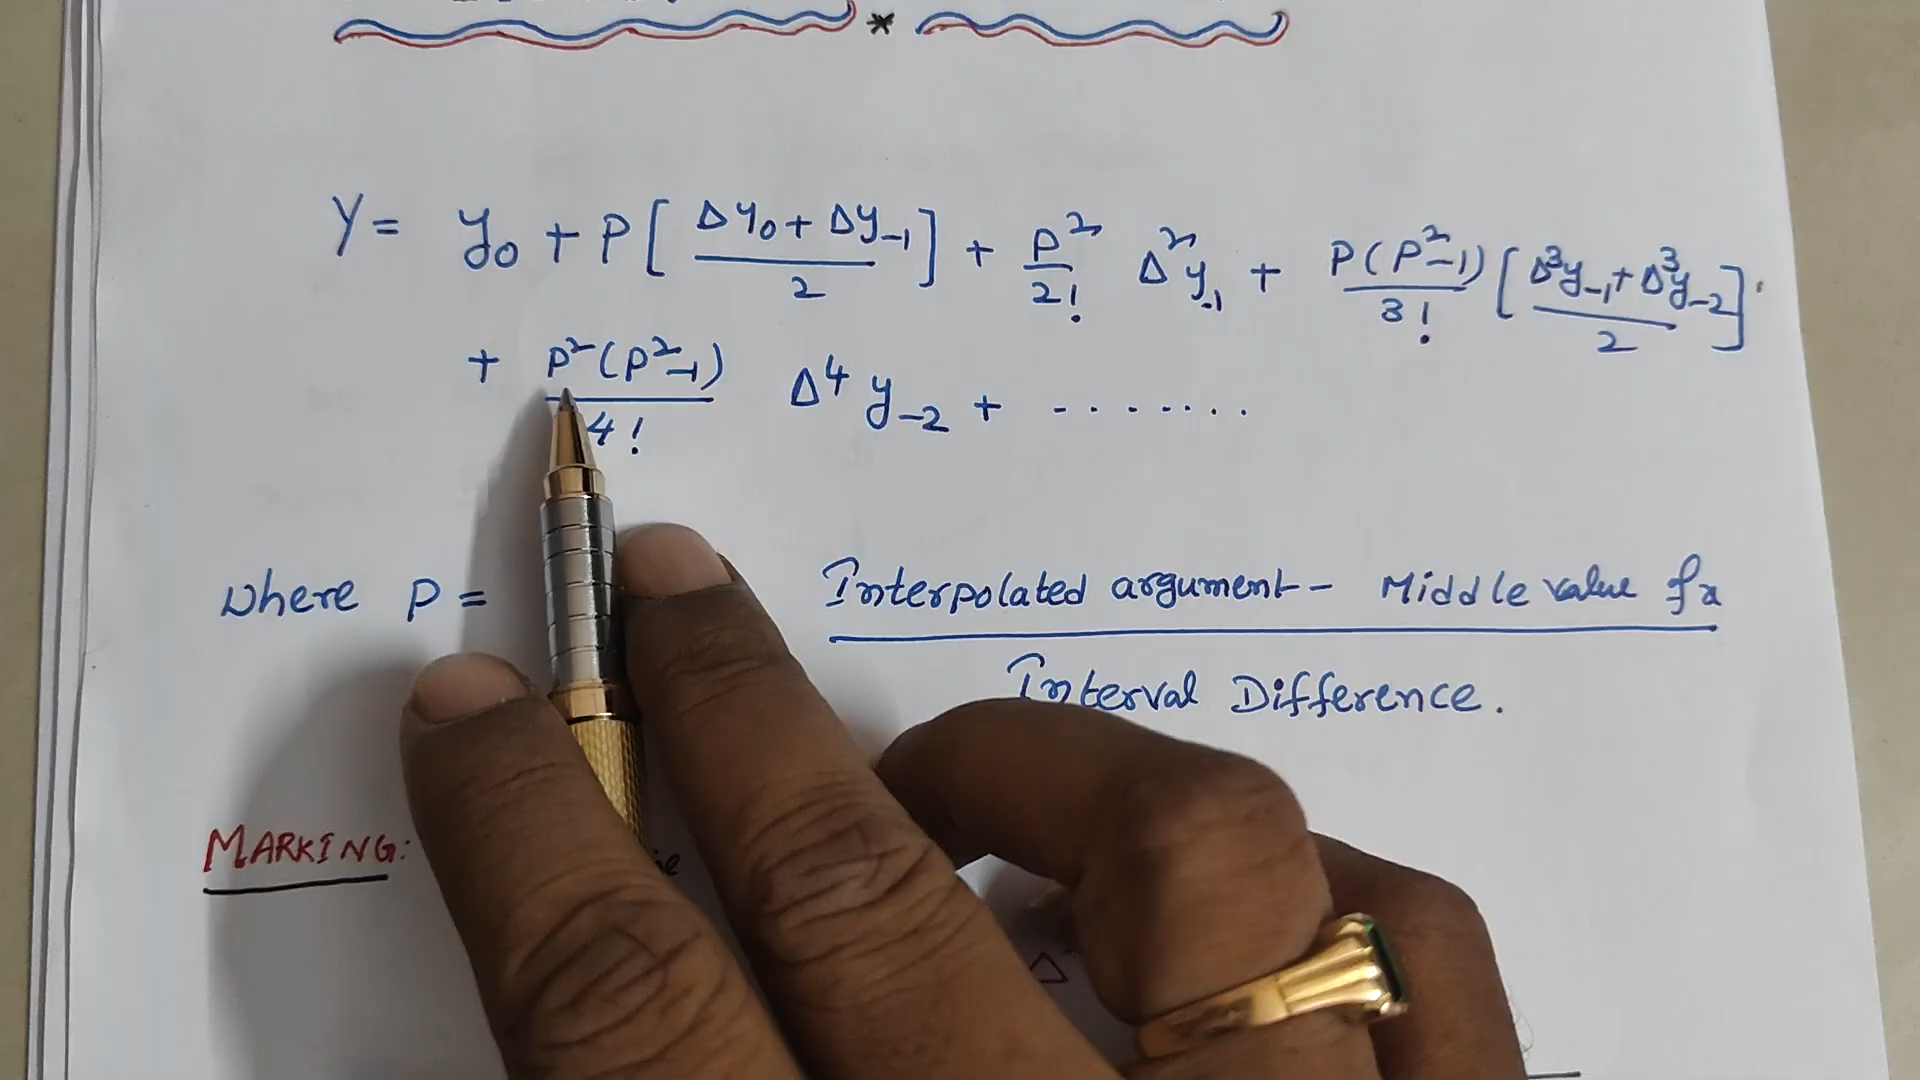 Y = y₀ + P [ (Δy₀ + Δy₋₁) / 2 ] + P² / 2! Δ²y₋₁ + P(P²-1) / 3! [ (Δ³y₋₁ + Δ³y₋₂) / 2 ]
+ P²(P²-1) / 4! Δ⁴y₋₂ + ........
where P = Interpolated argument - Middle value fx
Interval Difference.
MARKING:
Δ